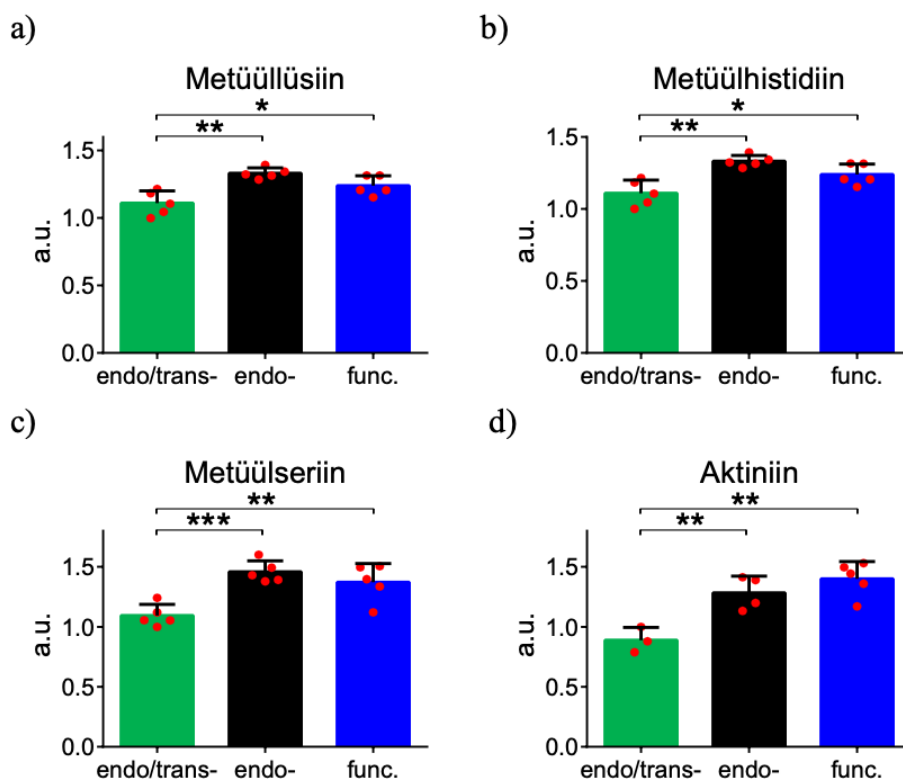 a)
Metüüllüsiin
*
**
a.u.
1.5
1.0
0.5
0.0
endo/trans- endo- func.
b)
Metüülhistidiin
*
**
a.u.
1.5
1.0
0.5
0.0
endo/trans- endo- func.
c)
Metüülseriin
**
***
a.u.
1.5
1.0
0.5
0.0
endo/trans- endo- func.
d)
Aktiniin
**
**
a.u.
1.5
1.0
0.5
0.0
endo/trans- endo- func.